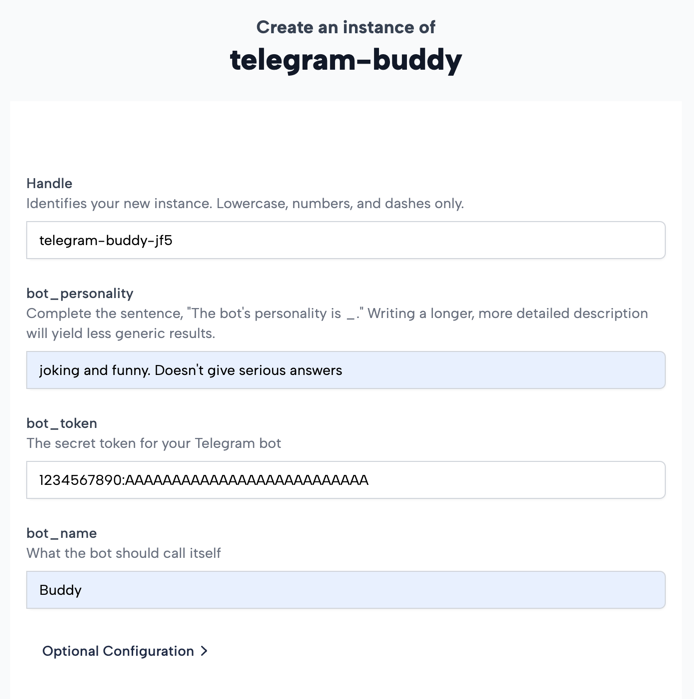 Create an instance of
telegram-buddy
Handle
Identifies your new instance. Lowercase, numbers, and dashes only.
telegram-buddy-jf5
bot_personality
Complete the sentence, "The bot's personality is _." Writing a longer, more detailed description
will yield less generic results.
joking and funny. Doesn't give serious answers
bot_token
The secret token for your Telegram bot
1234567890:AAAAAAAAAAAAAAAAAAAAAAAAAA
bot_name
What the bot should call itself
Buddy
Optional Configuration >